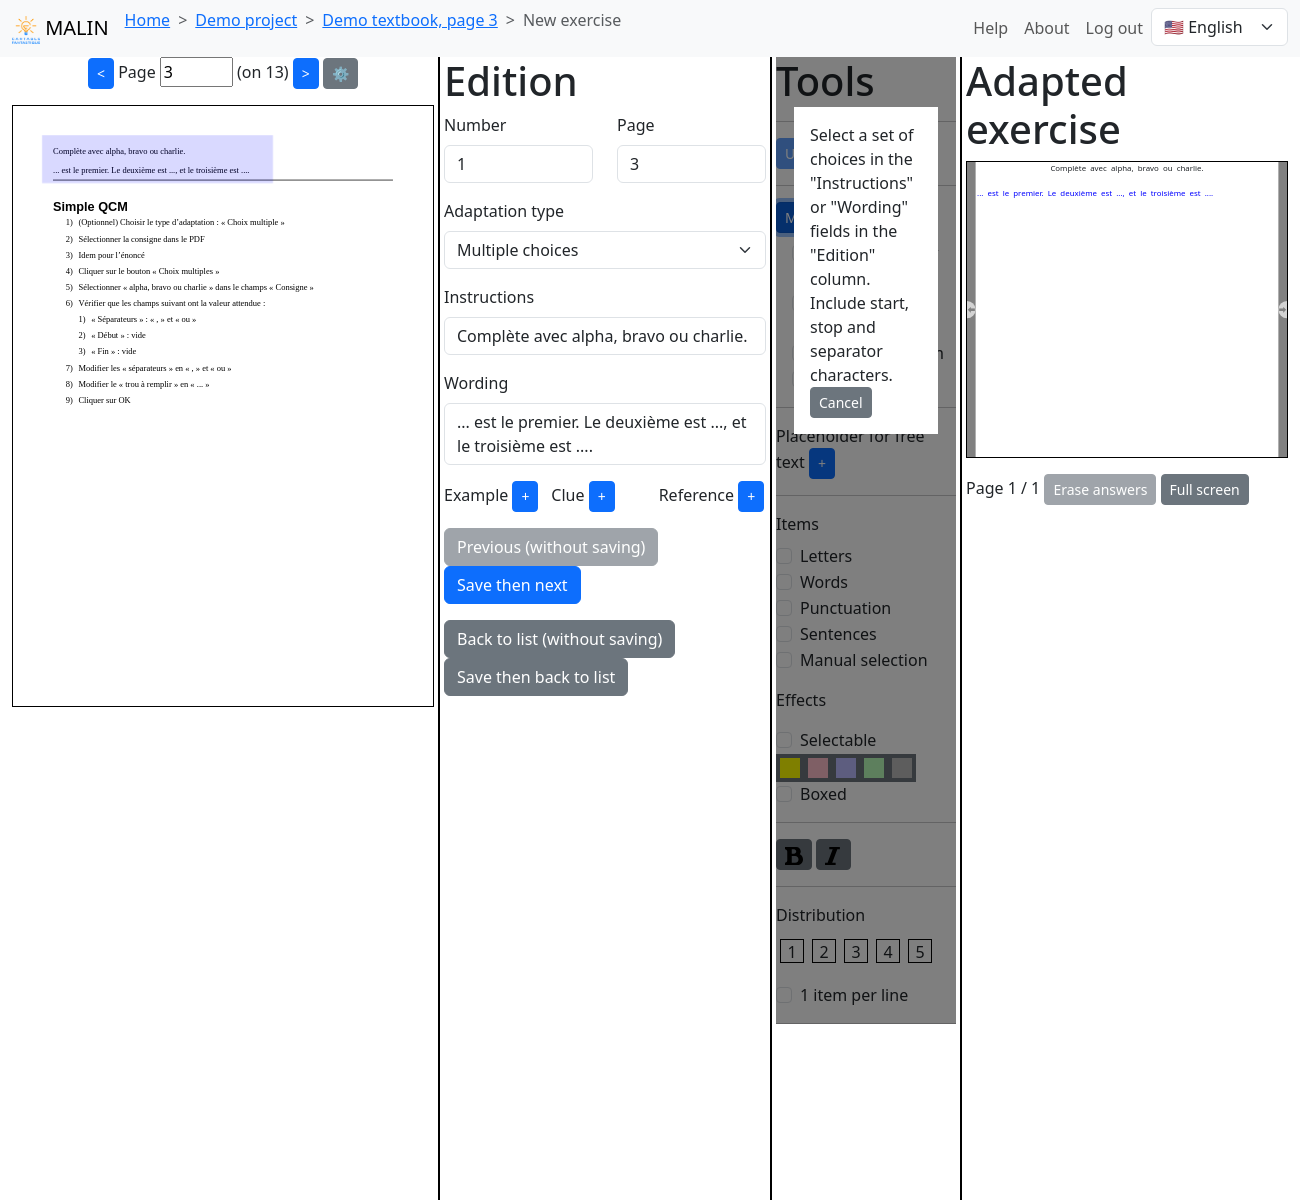 MALIN
Home > Demo project > Demo textbook, page 3 > New exercise
Help About Log out 🇺🇸 English
< Page 3 (on 13) >
Complète avec alpha, bravo ou charlie.
... est le premier. Le deuxième est ..., et le troisième est ....
Simple QCM
1) (Optionnel) Choisir le type d'adaptation : « Choix multiple »
2) Sélectionner la consigne dans le PDF
3) Idem pour l'énoncé
4) Cliquer sur le bouton « Choix multiples »
5) Sélectionner « alpha, bravo ou charlie » dans le champs « Consigne »
6) Vérifier que les champs suivant ont la valeur attendue :
1) « Séparateurs » : « , » et « ou »
2) « Début » : vide
3) « Fin » : vide
7) Modifier les « séparateurs » en « , » et « ou »
8) Modifier le « trou à remplir » en « ... »
9) Cliquer sur OK
Edition
Number
Page
1
3
Adaptation type
Multiple choices
Instructions
Complète avec alpha, bravo ou charlie.
Wording
... est le premier. Le deuxième est ..., et
le troisième est ....
Example +
Clue +
Reference +
Previous (without saving)
Save then next
Back to list (without saving)
Save then back to list
Tools
Select a set of
choices in the
"Instructions"
or "Wording"
fields in the
"Edition"
column.
Include start,
stop and
separator
characters.
Cancel
Placeholder for free
text +
Items
Letters
Words
Punctuation
Sentences
Manual selection
Effects
Selectable
Boxed
B I
Distribution
1 2 3 4 5
1 item per line
Adapted
exercise
Complète avec alpha, bravo ou charlie.
... est le premier. Le deuxième est ..., et le troisième est ....
Page 1 / 1 Erase answers Full screen